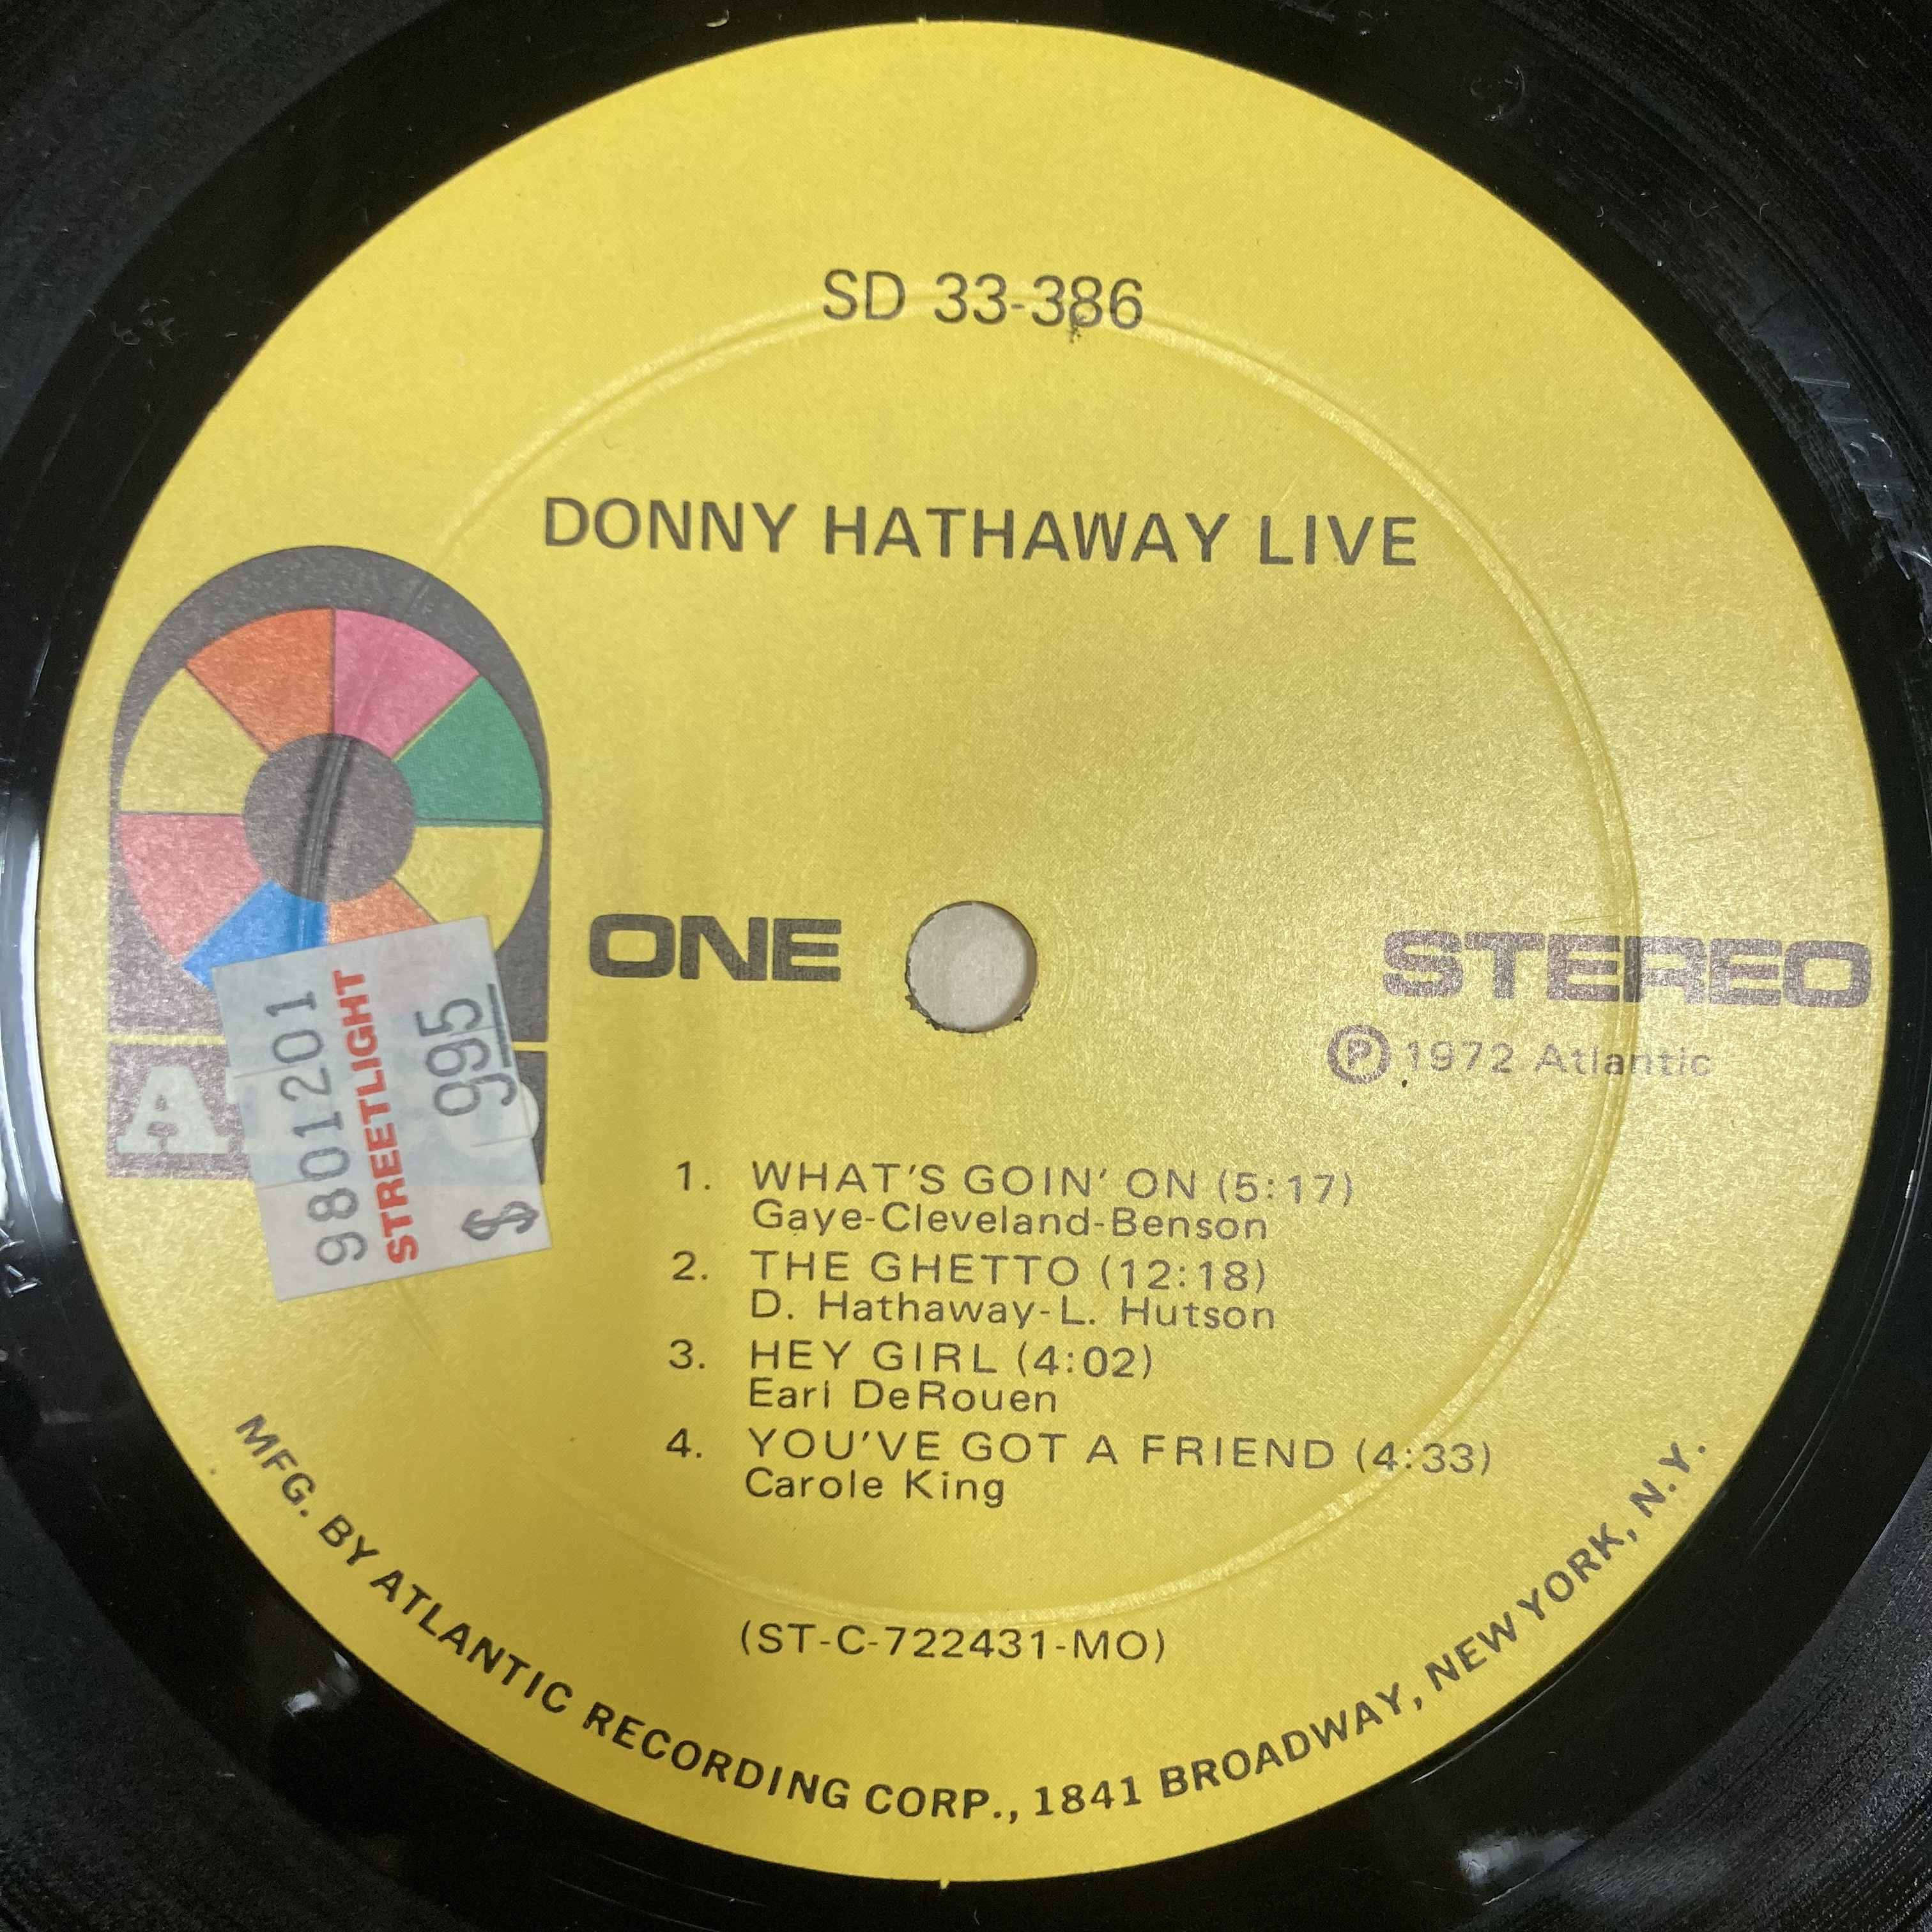 SD 33-386
DONNY HATHAWAY LIVE
ONE
STEREO
Ⓟ 1972 Atlantic
9801201
STREETLIGHT
$ 995
1. WHAT'S GOIN' ON (5:17)
Gaye-Cleveland-Benson
2. THE GHETTO (12:18)
D. Hathaway-L. Hutson
3. HEY GIRL (4:02)
Earl DeRouen
4. YOU'VE GOT A FRIEND (4:33)
Carole King
(ST-C-722431-MO)
MFG. BY ATLANTIC RECORDING CORP., 1841 BROADWAY, NEW YORK, N.Y.